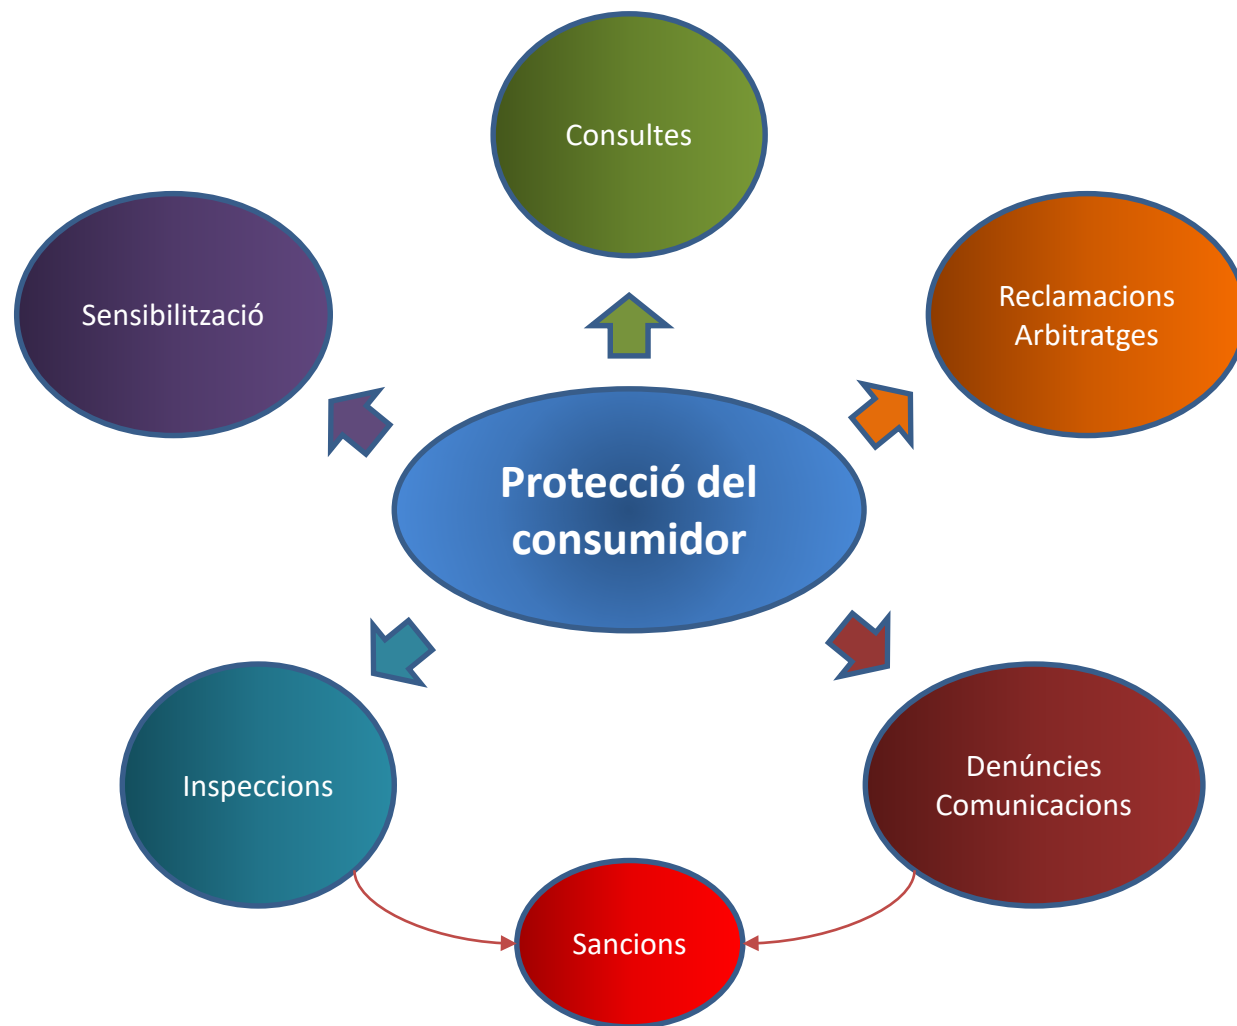 Consultes
Sensibilització
Reclamacions
Arbitratges
Protecció del
consumidor
Inspeccions
Denúncies
Comunicacions
Sancions